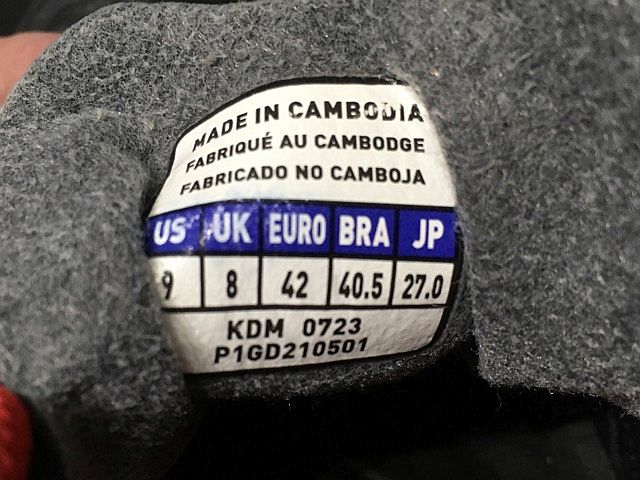 MADE IN CAMBODIA
FABRIQUÉ AU CAMBODGE
FABRICADO NO CAMBOJA
US UK EURO BRA JP
9 8 42 40.5 27.0
KDM 0723
P1GD210501